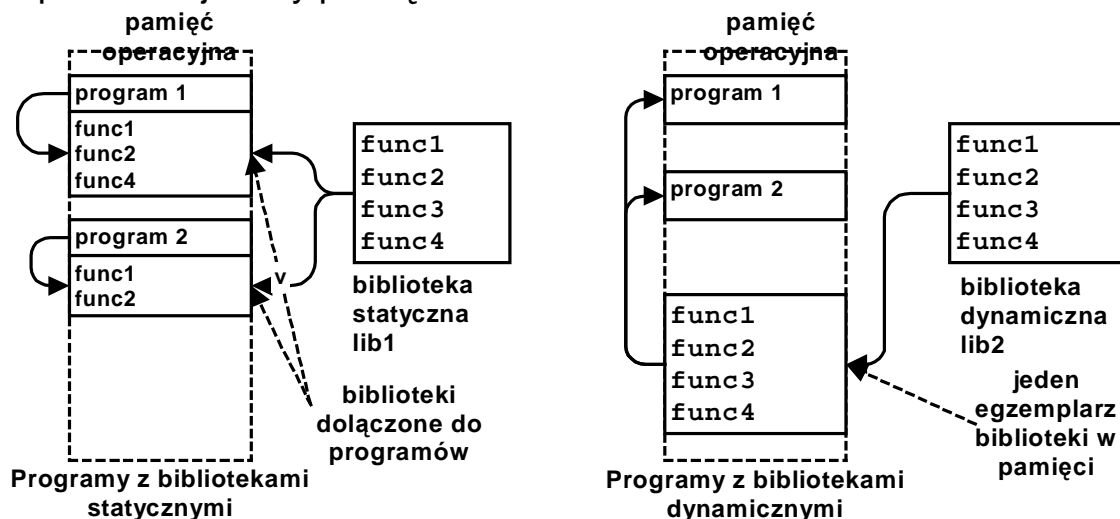 pamięć
operacyjna
program 1
func1
func2
func4
program 2
func1
func2
func1
func2
func3
func4
biblioteka
statyczna
lib1
v
biblioteki
dołączone do
programów
Programy z bibliotekami
statycznymi
pamięć
operacyjna
program 1
program 2
func1
func2
func3
func4
func1
func2
func3
func4
biblioteka
dynamiczna
lib2
jeden
egzemplarz
biblioteki w
pamięci
Programy z bibliotekami
dynamicznymi